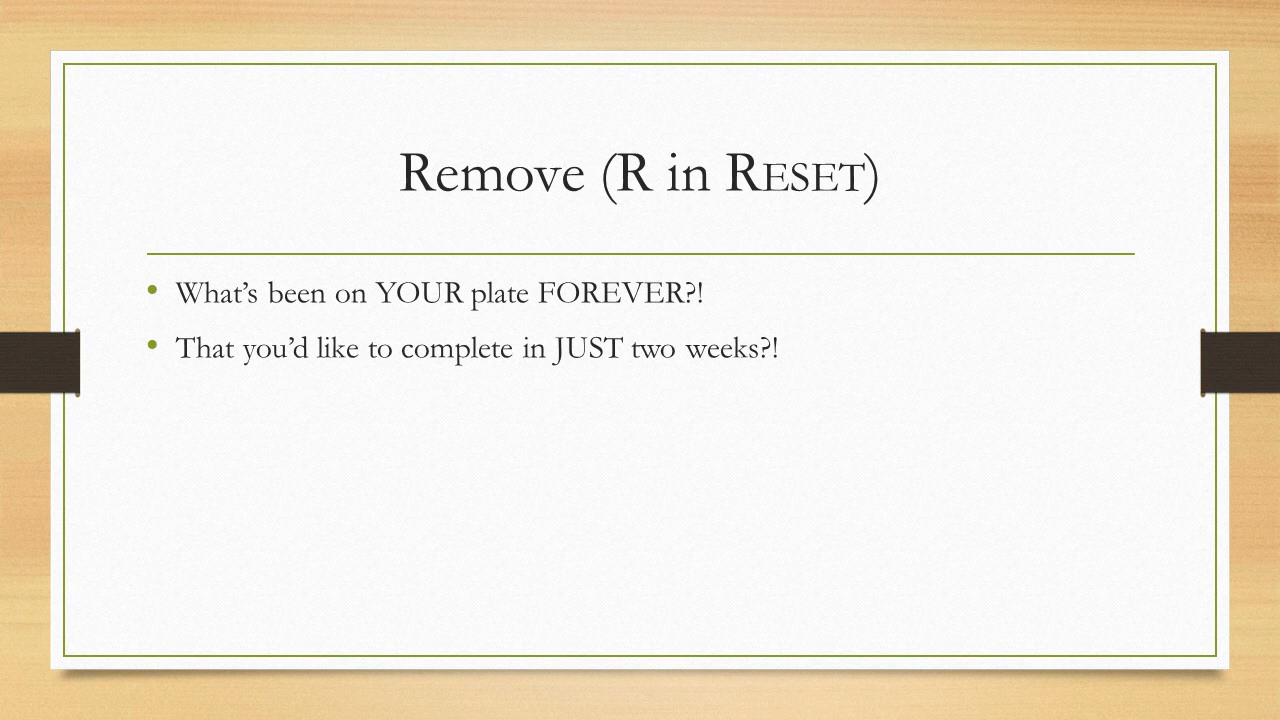 Remove (R in RESET)
• What’s been on YOUR plate FOREVER?!
• That you’d like to complete in JUST two weeks?!